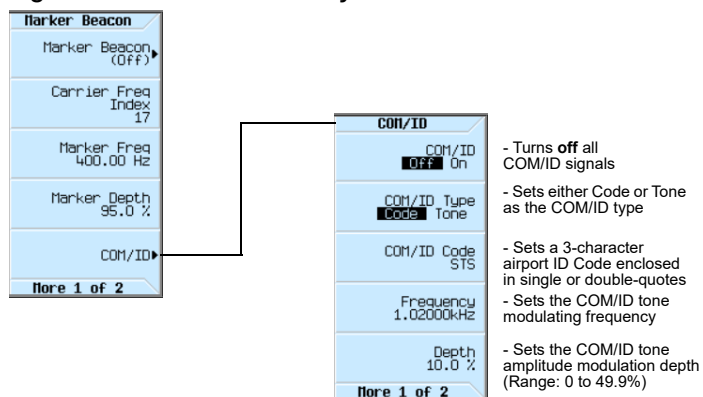 Marker Beacon
Marker Beacon
(Off)
Carrier Freq
Index
17
Marker Freq
400.00 Hz
Marker Depth
95.0 %
COM/ID
More 1 of 2
COM/ID
COM/ID
Off On
COM/ID Type
Code Tone
COM/ID Code
STS
Frequency
1.02000kHz
Depth
10.0 %
More 1 of 2
- Turns off all
COM/ID signals
- Sets either Code or Tone
as the COM/ID type
- Sets a 3-character
airport ID Code enclosed
in single or double-quotes
- Sets the COM/ID tone
modulating frequency
- Sets the COM/ID tone
amplitude modulation depth
(Range: 0 to 49.9%)